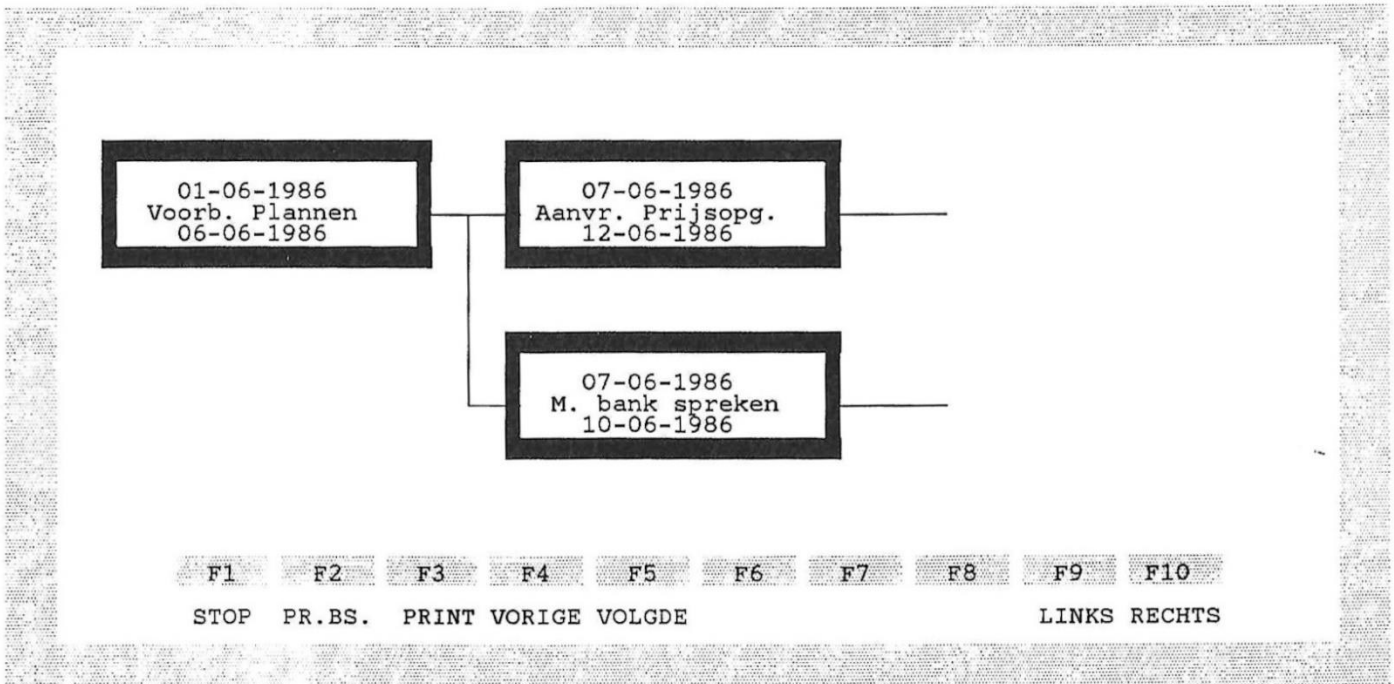 01-06-1986
Voorb. Plannen
06-06-1986
07-06-1986
Aanvr. Prijsopg.
12-06-1986
07-06-1986
M. bank spreken
10-06-1986
F1 F2 F3 F4 F5 F6 F7 F8 F9 F10
STOP PR.BS. PRINT VORIGE VOLGDE LINKS RECHTS